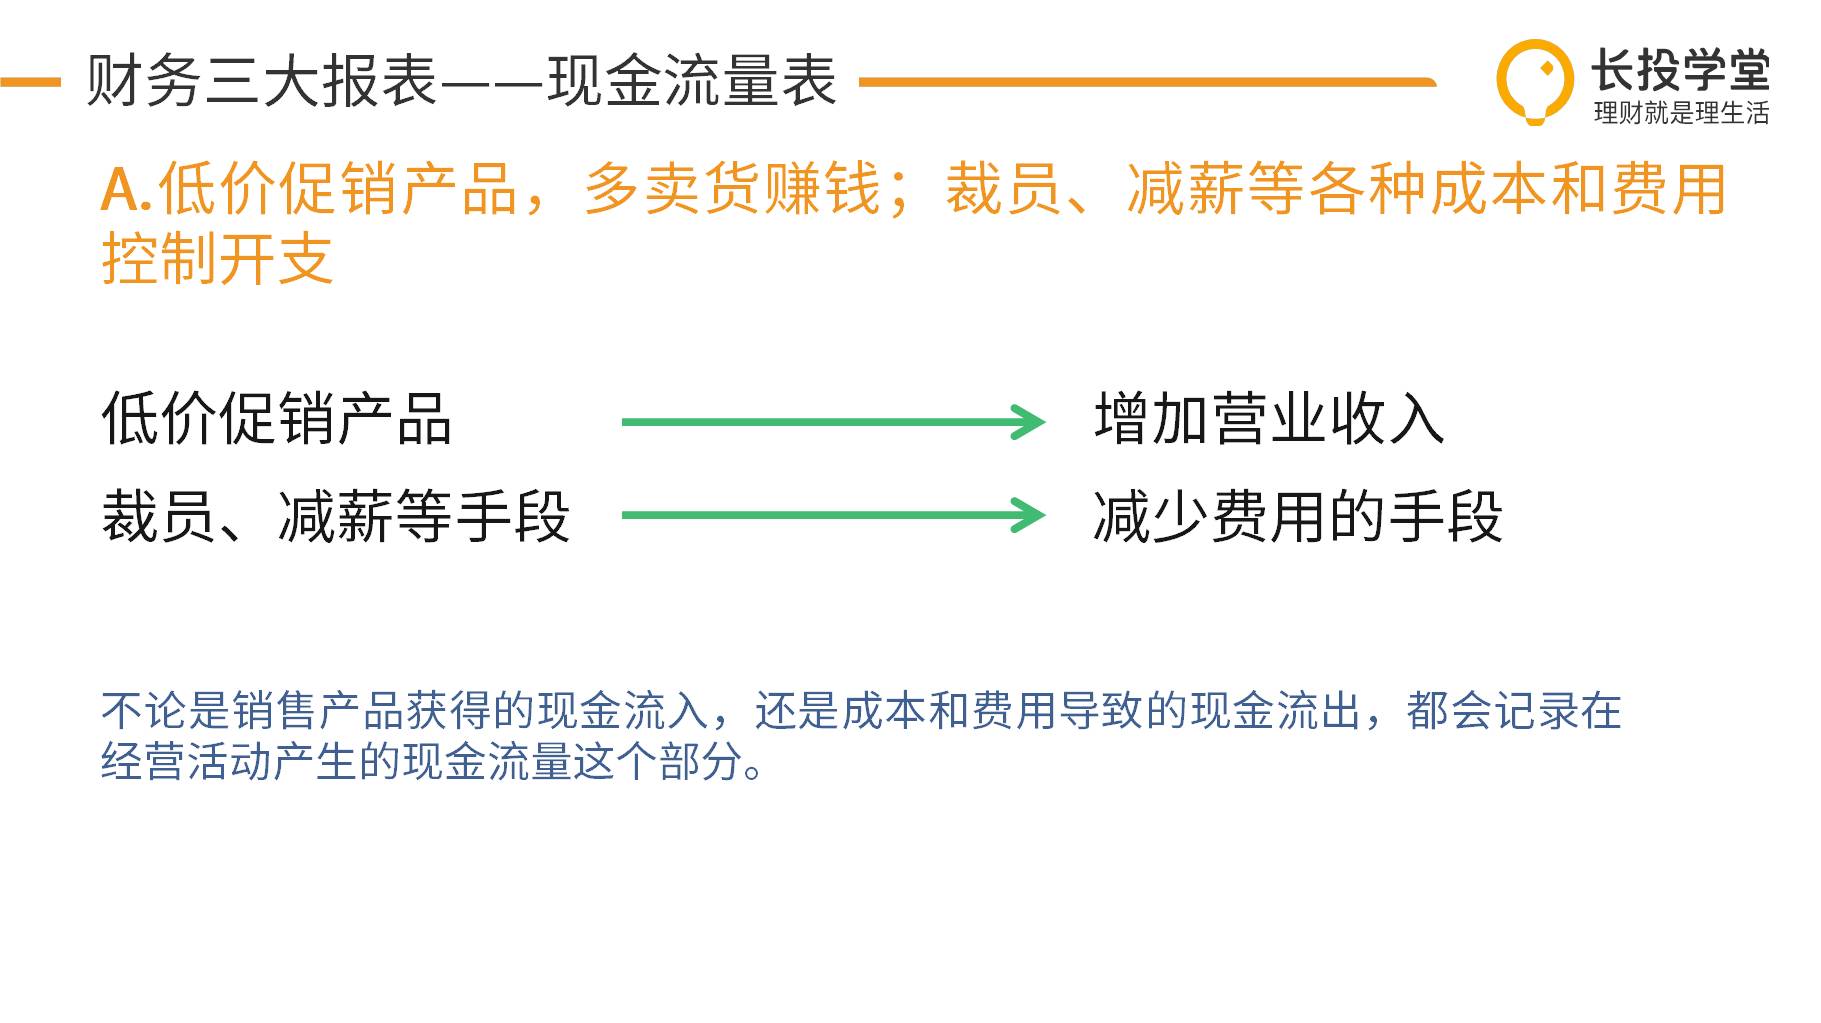 财务三大报表——现金流量表
长投学堂
理财就是理生活
A.低价促销产品，多卖货赚钱；裁员、减薪等各种成本和费用
控制开支
低价促销产品
增加营业收入
裁员、减薪等手段
减少费用的手段
不论是销售产品获得的现金流入，还是成本和费用导致的现金流出，都会记录在
经营活动产生的现金流量这个部分。